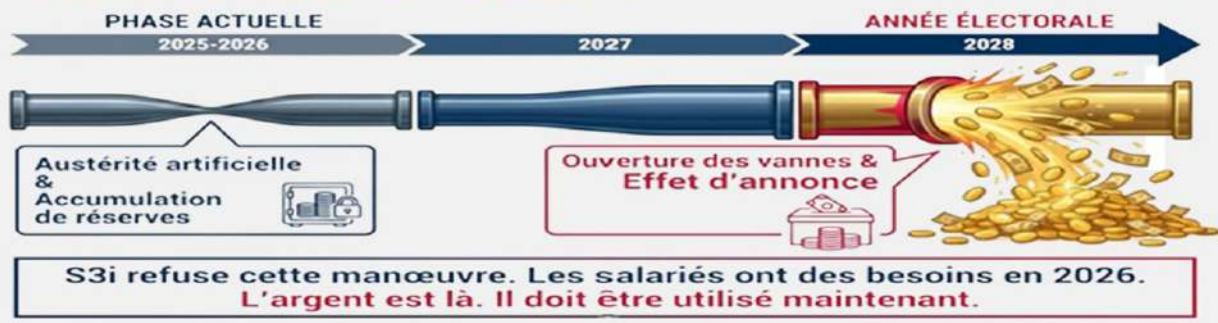 PHASE ACTUELLE
ANNÉE ÉLECTORALE
2025-2026
2027
2028
Austérité artificielle
&
Accumulation
de réserves
Ouverture des vannes &
Effet d'annonce
S3i refuse cette manœuvre. Les salariés ont des besoins en 2026.
L'argent est là. Il doit être utilisé maintenant.